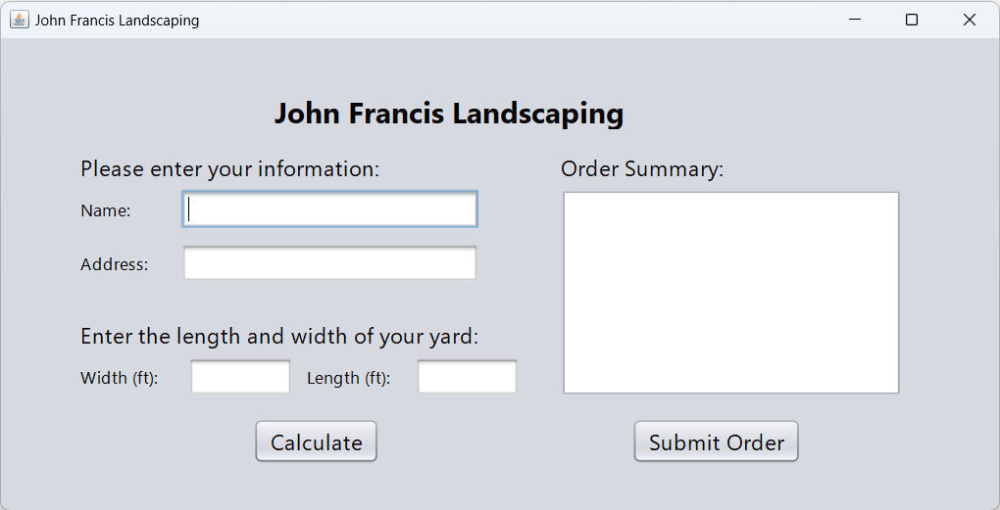 John Francis Landscaping
John Francis Landscaping
Please enter your information:
Name:
Address:
Enter the length and width of your yard:
Width (ft):
Length (ft):
Calculate
Order Summary:
Submit Order